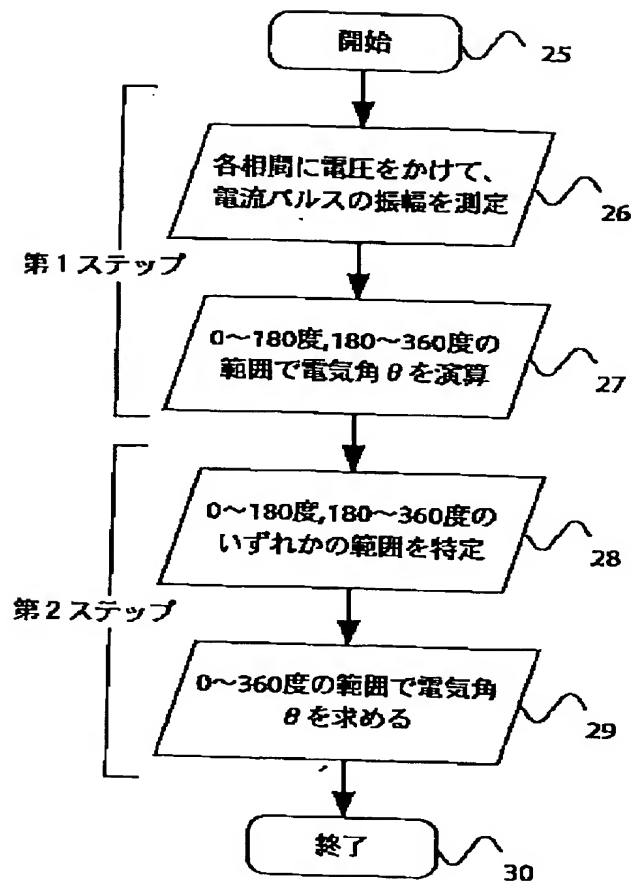 開始
25
各相間に電圧をかけて、
電流パルスの振幅を測定
26
第1ステップ
0～180度,180～360度の
範囲で電気角θを演算
27
0～180度,180～360度の
いずれかの範囲を特定
28
第2ステップ
0～360度の範囲で電気角
θを求める
29
終了
30